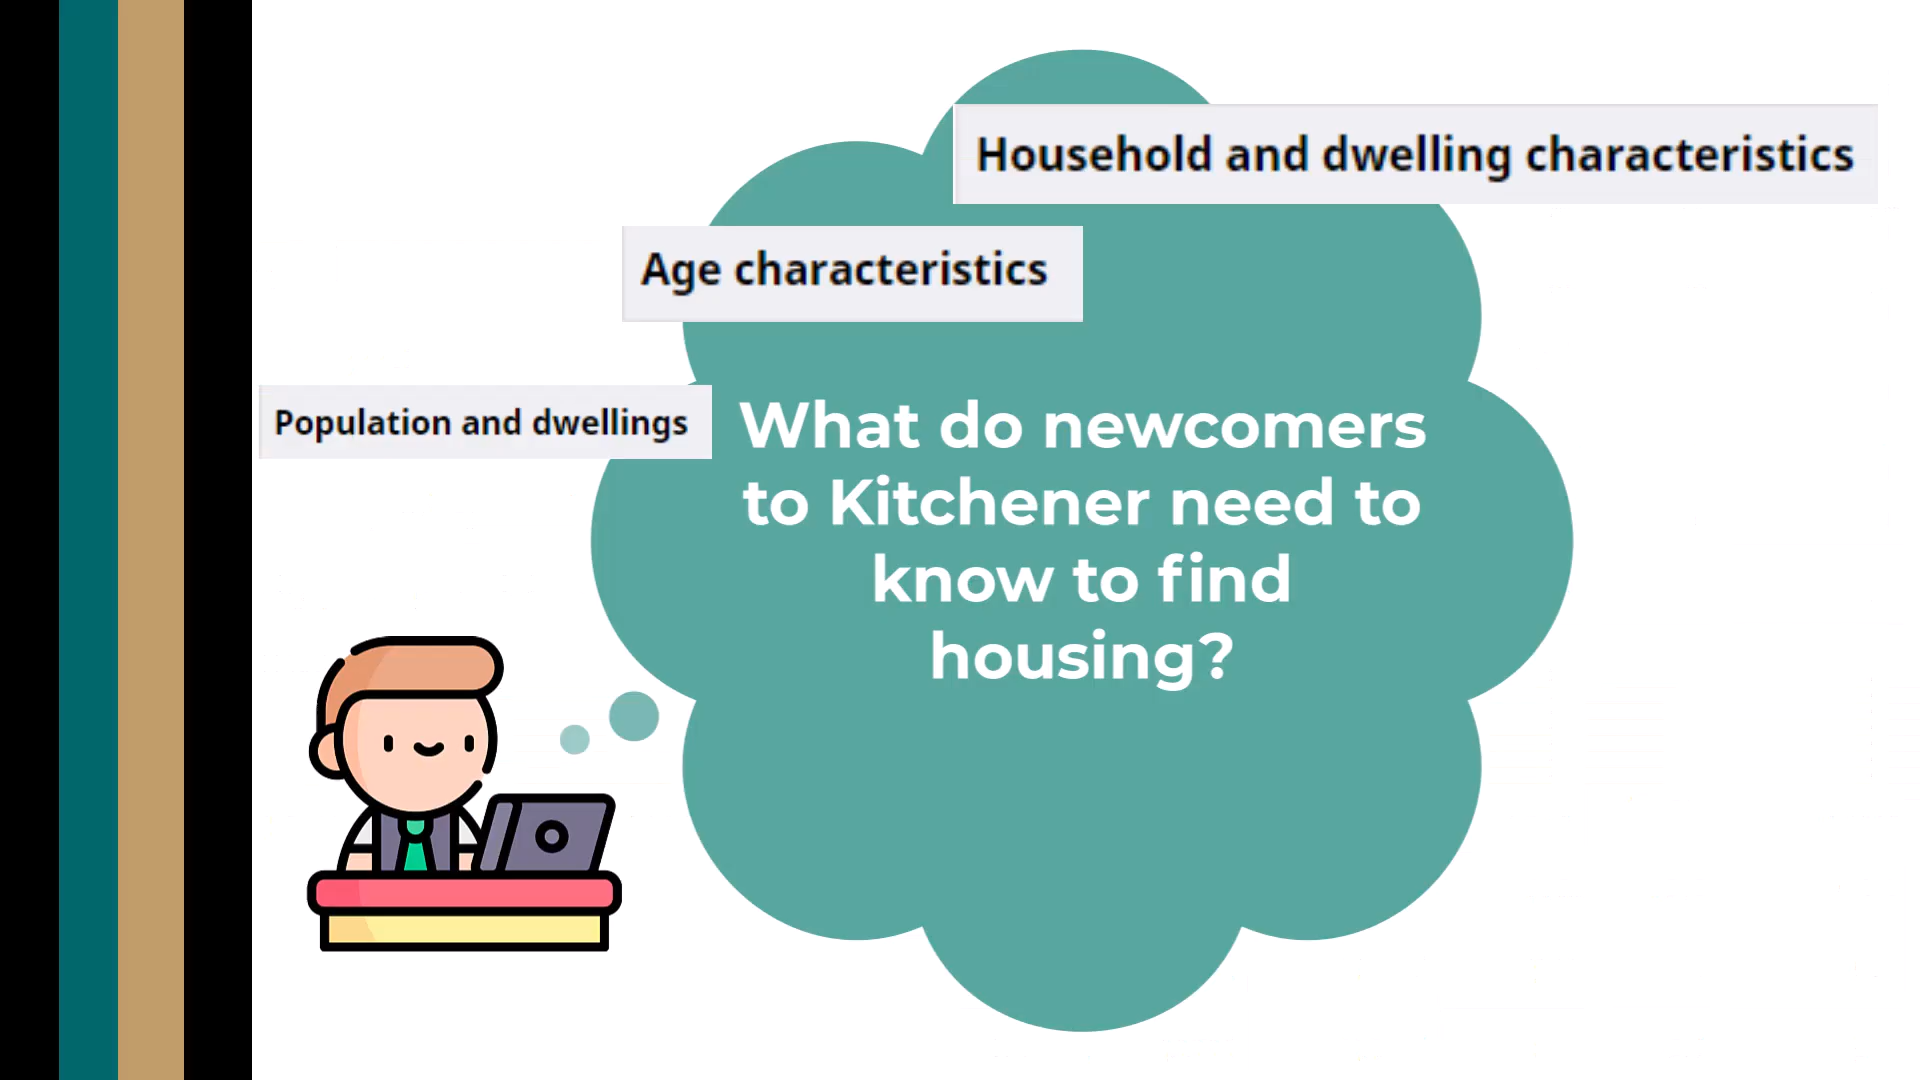 Household and dwelling characteristics
Age characteristics
Population and dwellings
What do newcomers
to Kitchener need to
know to find
housing?